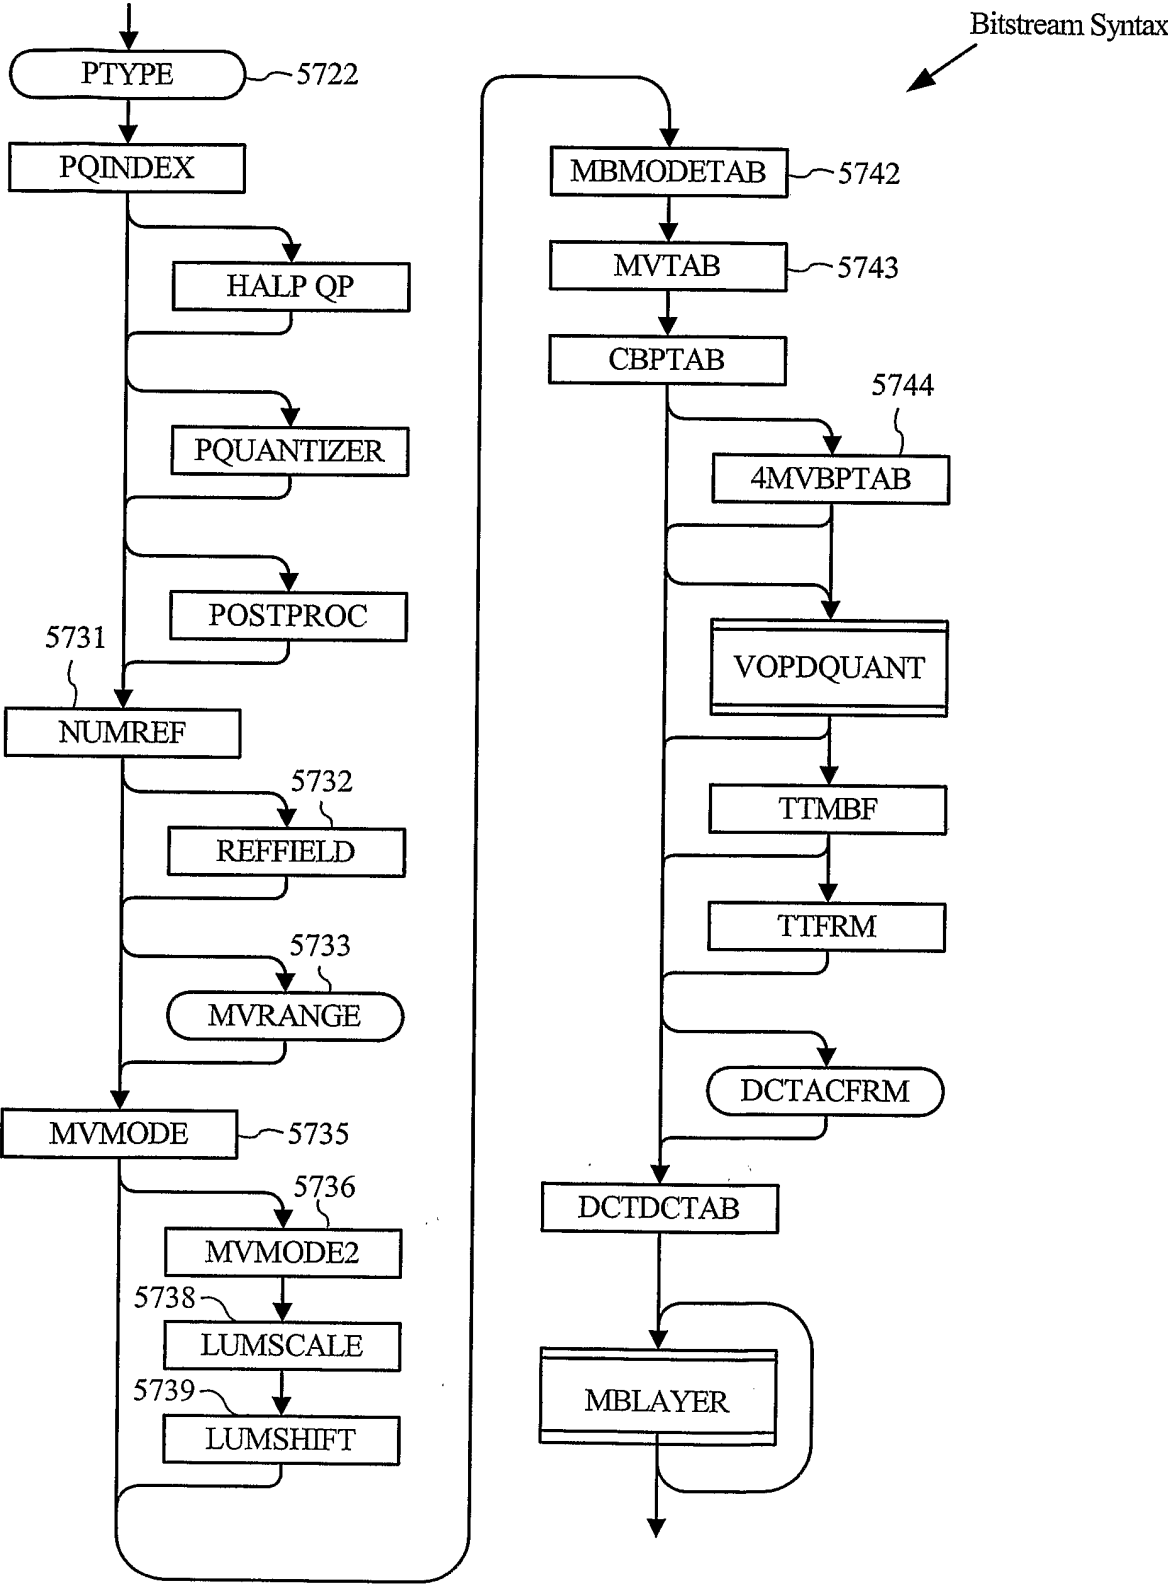 Bitstream Syntax
PTYPE
5722
PQINDEX
HALP QP
PQUANTIZER
POSTPROC
5731
NUMREF
5732
REFFIELD
5733
MVRANGE
MVMODE
5735
5736
MVMODE2
5738
LUMSCALE
5739
LUMSHIFT
MBMODETAB
5742
MVTAB
5743
CBPTAB
5744
4MVBPTAB
VOPDQUANT
TTMBF
TTFRM
DCTACFRM
DCTDCTAB
MBLAYER